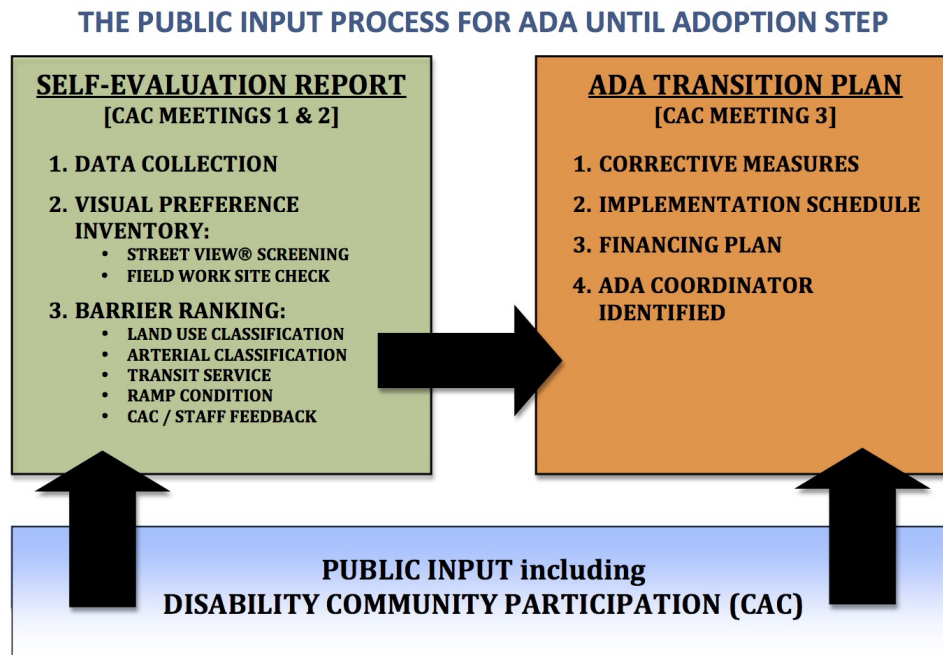 THE PUBLIC INPUT PROCESS FOR ADA UNTIL ADOPTION STEP
SELF-EVALUATION REPORT
[CAC MEETINGS 1 & 2]
1. DATA COLLECTION
2. VISUAL PREFERENCE
INVENTORY:
• STREET VIEW® SCREENING
• FIELD WORK SITE CHECK
3. BARRIER RANKING:
• LAND USE CLASSIFICATION
• ARTERIAL CLASSIFICATION
• TRANSIT SERVICE
• RAMP CONDITION
• CAC / STAFF FEEDBACK
ADA TRANSITION PLAN
[CAC MEETING 3]
1. CORRECTIVE MEASURES
2. IMPLEMENTATION SCHEDULE
3. FINANCING PLAN
4. ADA COORDINATOR
IDENTIFIED
PUBLIC INPUT including
DISABILITY COMMUNITY PARTICIPATION (CAC)